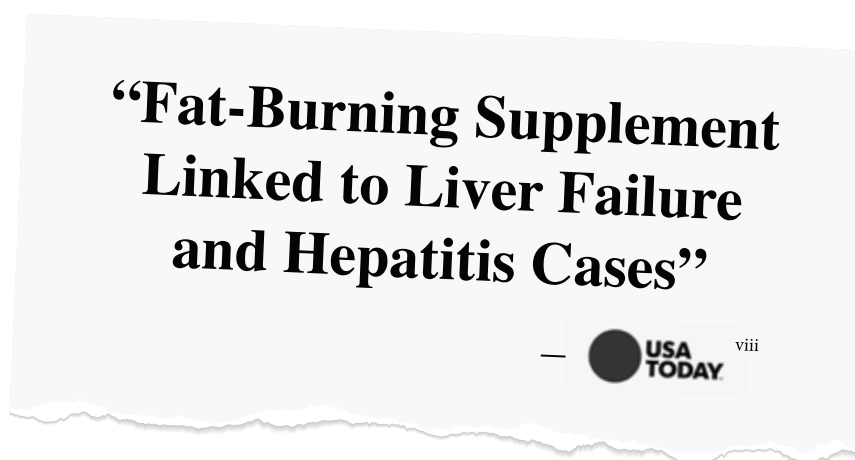 “Fat-Burning Supplement
Linked to Liver Failure
and Hepatitis Cases”
— USA TODAY viii